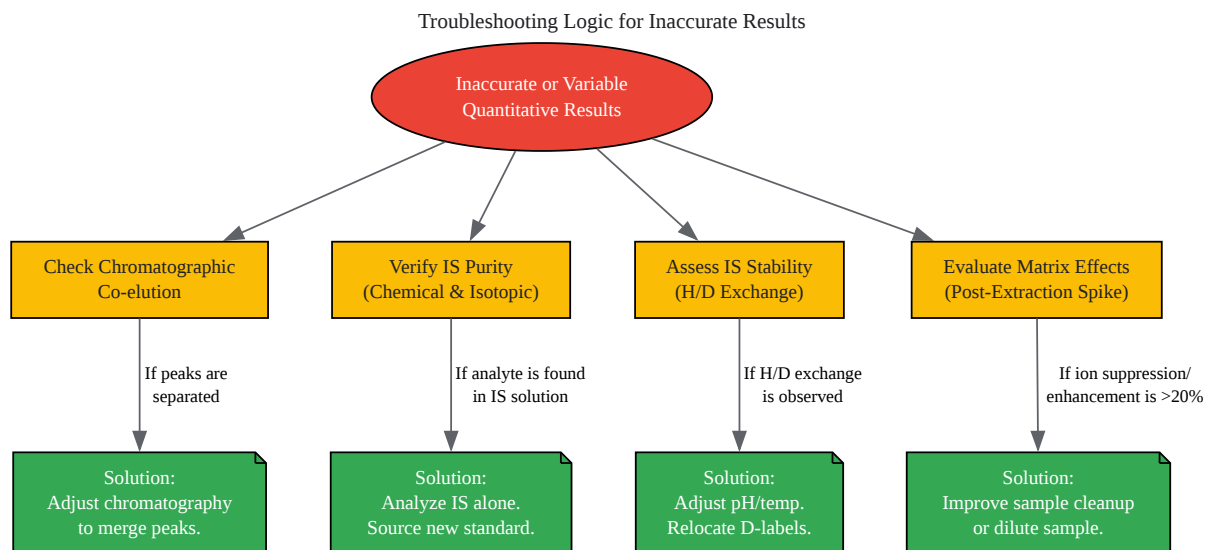 Troubleshooting Logic for Inaccurate Results
Inaccurate or Variable
Quantitative Results
Check Chromatographic
Co-elution
Verify IS Purity
(Chemical & Isotopic)
Assess IS Stability
(H/D Exchange)
Evaluate Matrix Effects
(Post-Extraction Spike)
If peaks are
separated
If analyte is found
in IS solution
If H/D exchange
is observed
If ion suppression/
enhancement is >20%
Solution:
Adjust chromatography
to merge peaks.
Solution:
Analyze IS alone.
Source new standard.
Solution:
Adjust pH/temp.
Relocate D-labels.
Solution:
Improve sample cleanup
or dilute sample.